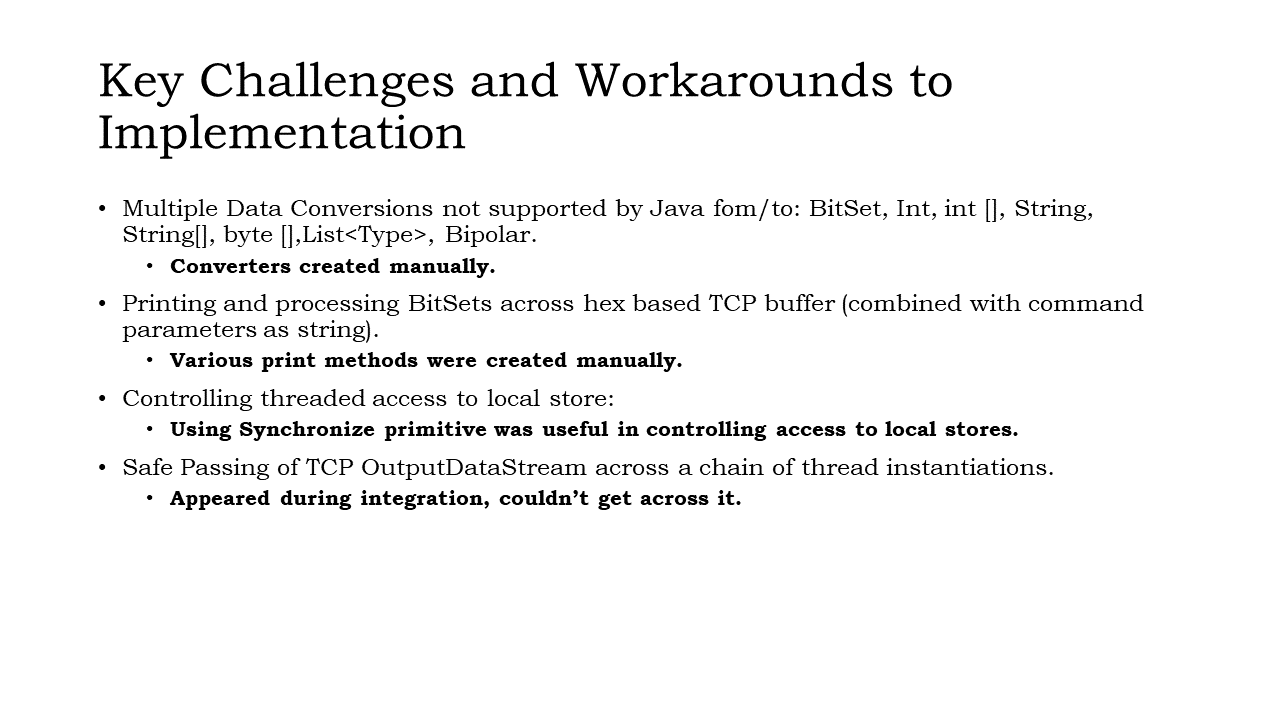 Key Challenges and Workarounds to
Implementation
• Multiple Data Conversions not supported by Java fom/to: BitSet, Int, int [], String,
String[], byte [],List<Type>, Bipolar.
• Converters created manually.
• Printing and processing BitSets across hex based TCP buffer (combined with command
parameters as string).
• Various print methods were created manually.
• Controlling threaded access to local store:
• Using Synchronize primitive was useful in controlling access to local stores.
• Safe Passing of TCP OutputDataStream across a chain of thread instantiations.
• Appeared during integration, couldn’t get across it.